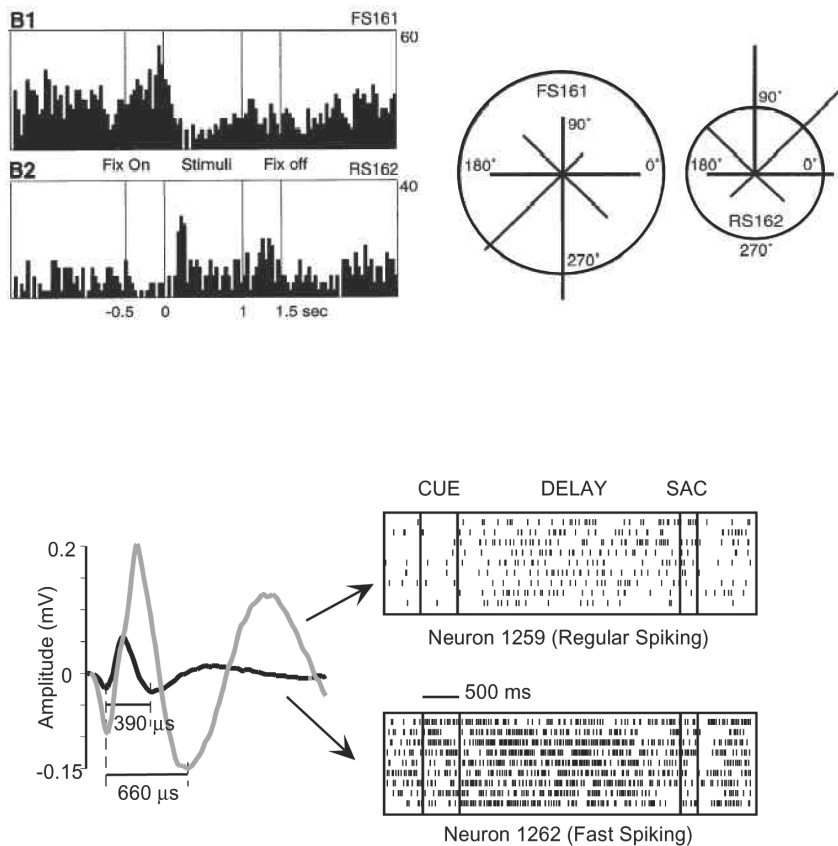 B1 FS161
60
B2 Fix On Stimuli Fix off RS162
40
-0.5 0 1 1.5 sec
FS161
90°
180° 0°
270°
90°
180° 0°
RS162
270°
CUE DELAY SAC
Neuron 1259 (Regular Spiking)
500 ms
Neuron 1262 (Fast Spiking)
Amplitude (mV)
0.2
0
-0.15
390 µs
660 µs